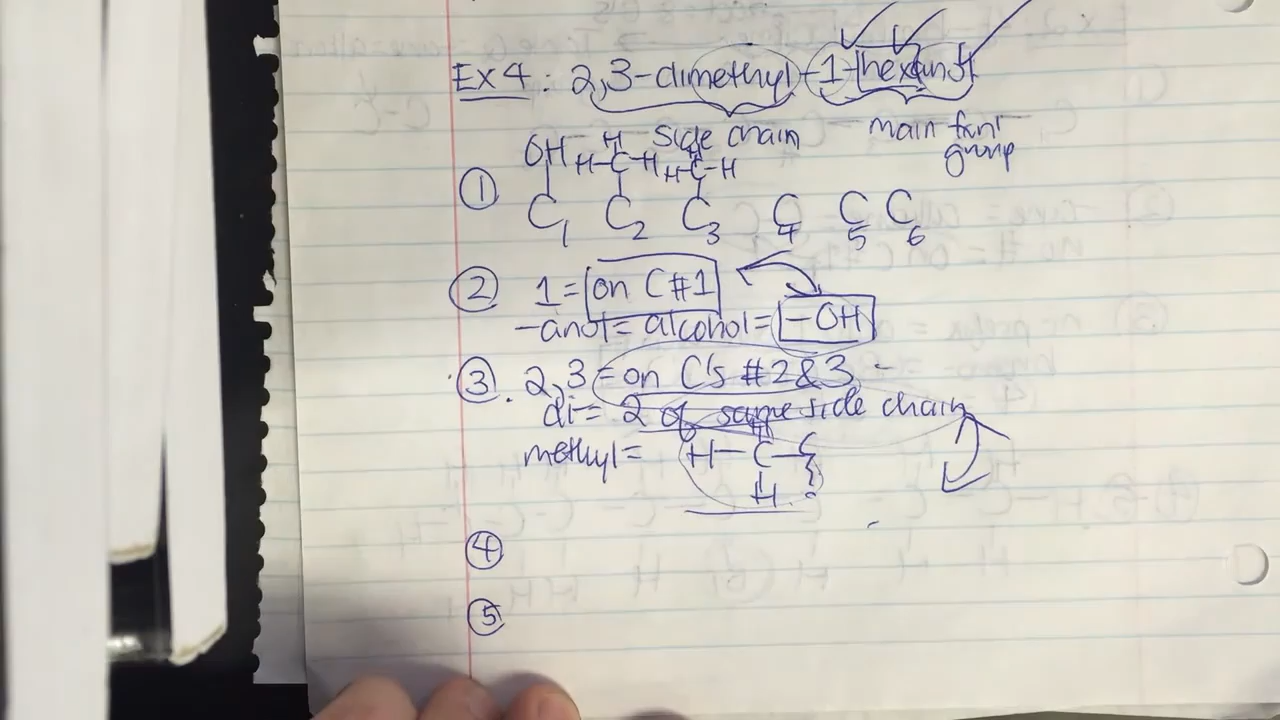 Ex 4 : 2,3-dimethyl-1-hexanol
side chain main func group
OH H H
H-C-H H-C-H
① C1 C2 C3 C4 C5 C6
② 1= on C#1
-anol= alcohol= -OH
③. 2,3 = on C's #2&3
di= 2 of same side chain
methyl= H-C-
H
④
⑤